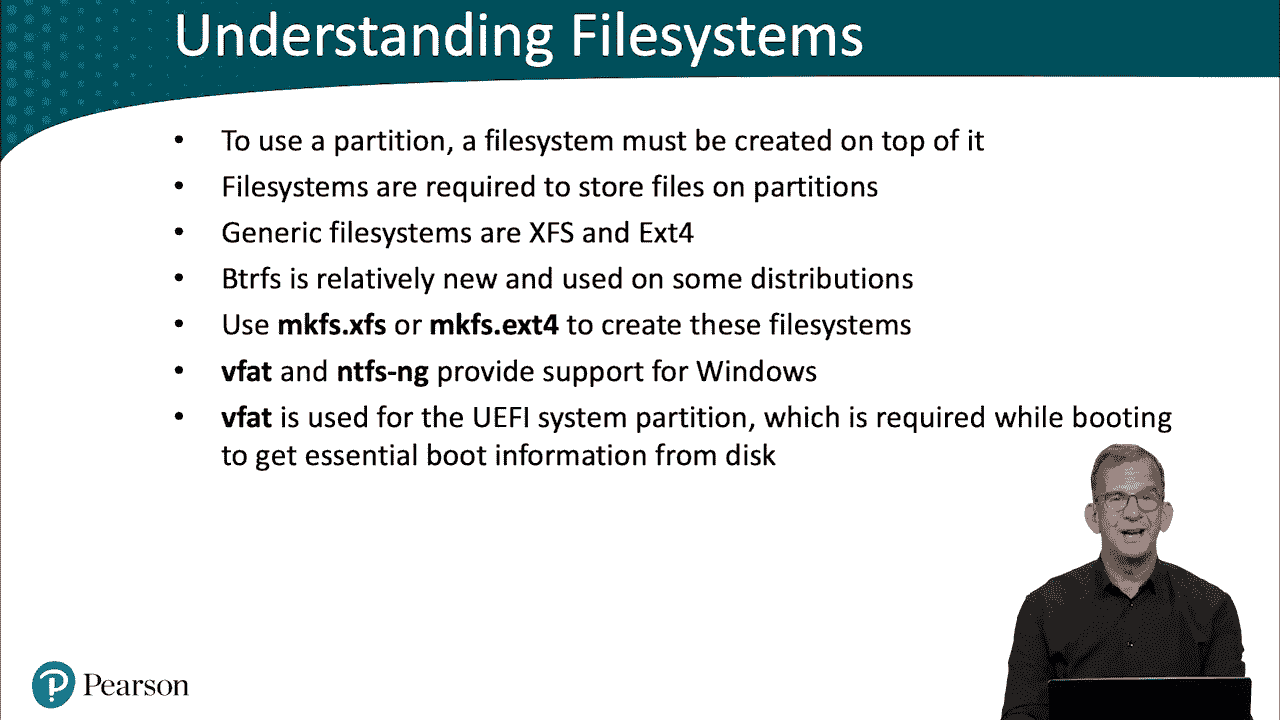 Understanding Filesystems
• To use a partition, a filesystem must be created on top of it
• Filesystems are required to store files on partitions
• Generic filesystems are XFS and Ext4
• Btrfs is relatively new and used on some distributions
• Use mkfs.xfs or mkfs.ext4 to create these filesystems
• vfat and ntfs-ng provide support for Windows
• vfat is used for the UEFI system partition, which is required while booting
to get essential boot information from disk
Pearson